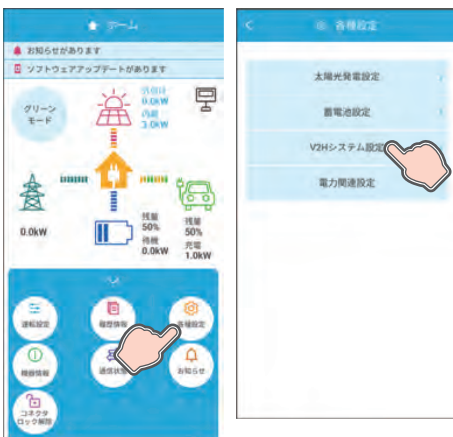 ホーム
お知らせがあります
ソフトウェアアップデートがあります
グリーン
モード
0.0kW
3.0kW
0.0kW
残量
50%
待機
0.0kW
残量
50%
充電
1.0kW
運転設定
履歴情報
各種設定
機器情報
通信状態
お知らせ
コネクタ
ロック解除
各種設定
太陽光発電設定
蓄電池設定
V2Hシステム設定
電力関連設定